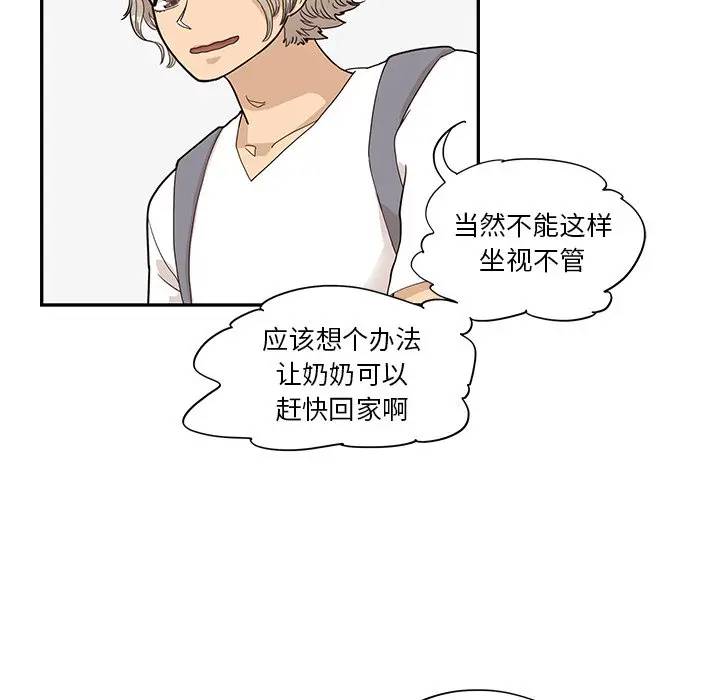 当然不能这样
坐视不管
应该想个办法
让奶奶可以
赶快回家啊